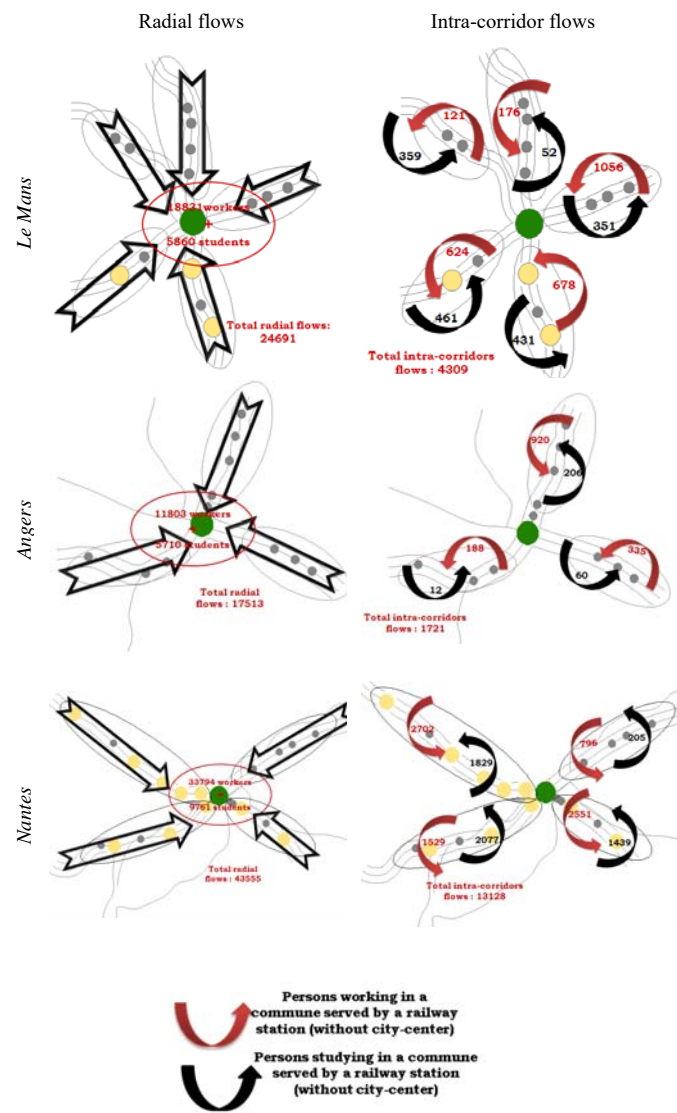 Radial flows
Intra-corridor flows
Le Mans
18831workers
5860 students
Total radial flows:
24691
121
359
176
52
1056
351
624
461
678
431
Total intra-corridors
flows : 4309
Angers
11803 workers
5710 students
Total radial
flows : 17513
920
206
188
12
335
60
Total intra-corridors
flows : 1721
Nantes
33794 workers
9761 students
Total radial
flows : 43555
2702
1829
796
205
1529
2077
2551
1439
Total intra-corridors
flows : 13128
Persons working in a
commune served by a railway
station (without city-center)
Persons studying in a commune
served by a railway station
(without city-center)